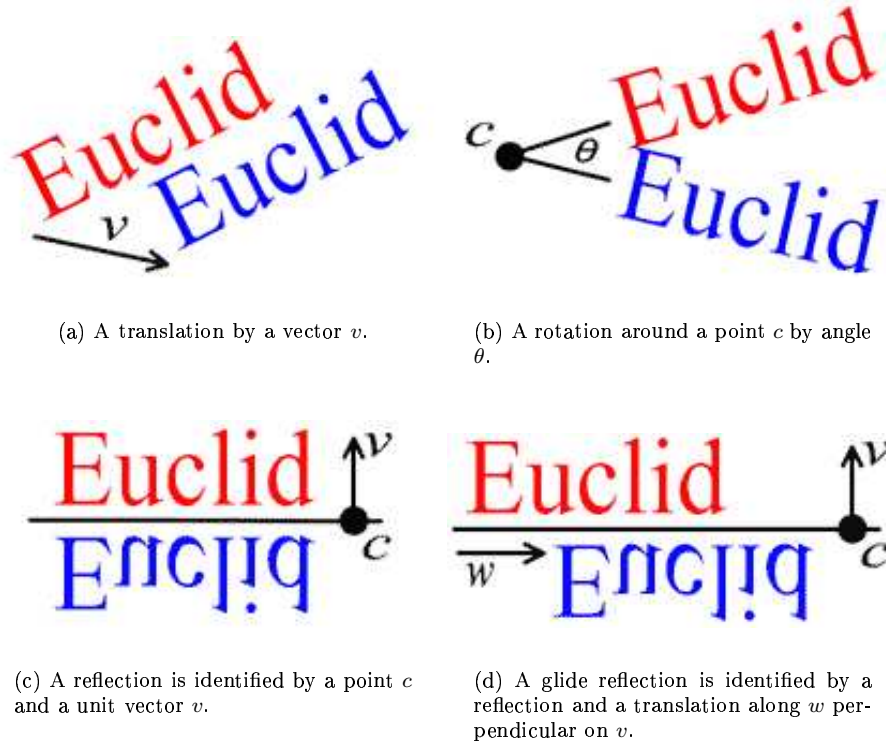 Euclid
Euclid
v
(a) A translation by a vector v.
Euclid
c
θ
Euclid
(b) A rotation around a point c by angle
θ.
Euclid
v
c
Euclid
(c) A reflection is identified by a point c
and a unit vector v.
Euclid
v
c
w
Euclid
(d) A glide reflection is identified by a
reflection and a translation along w per-
pendicular on v.